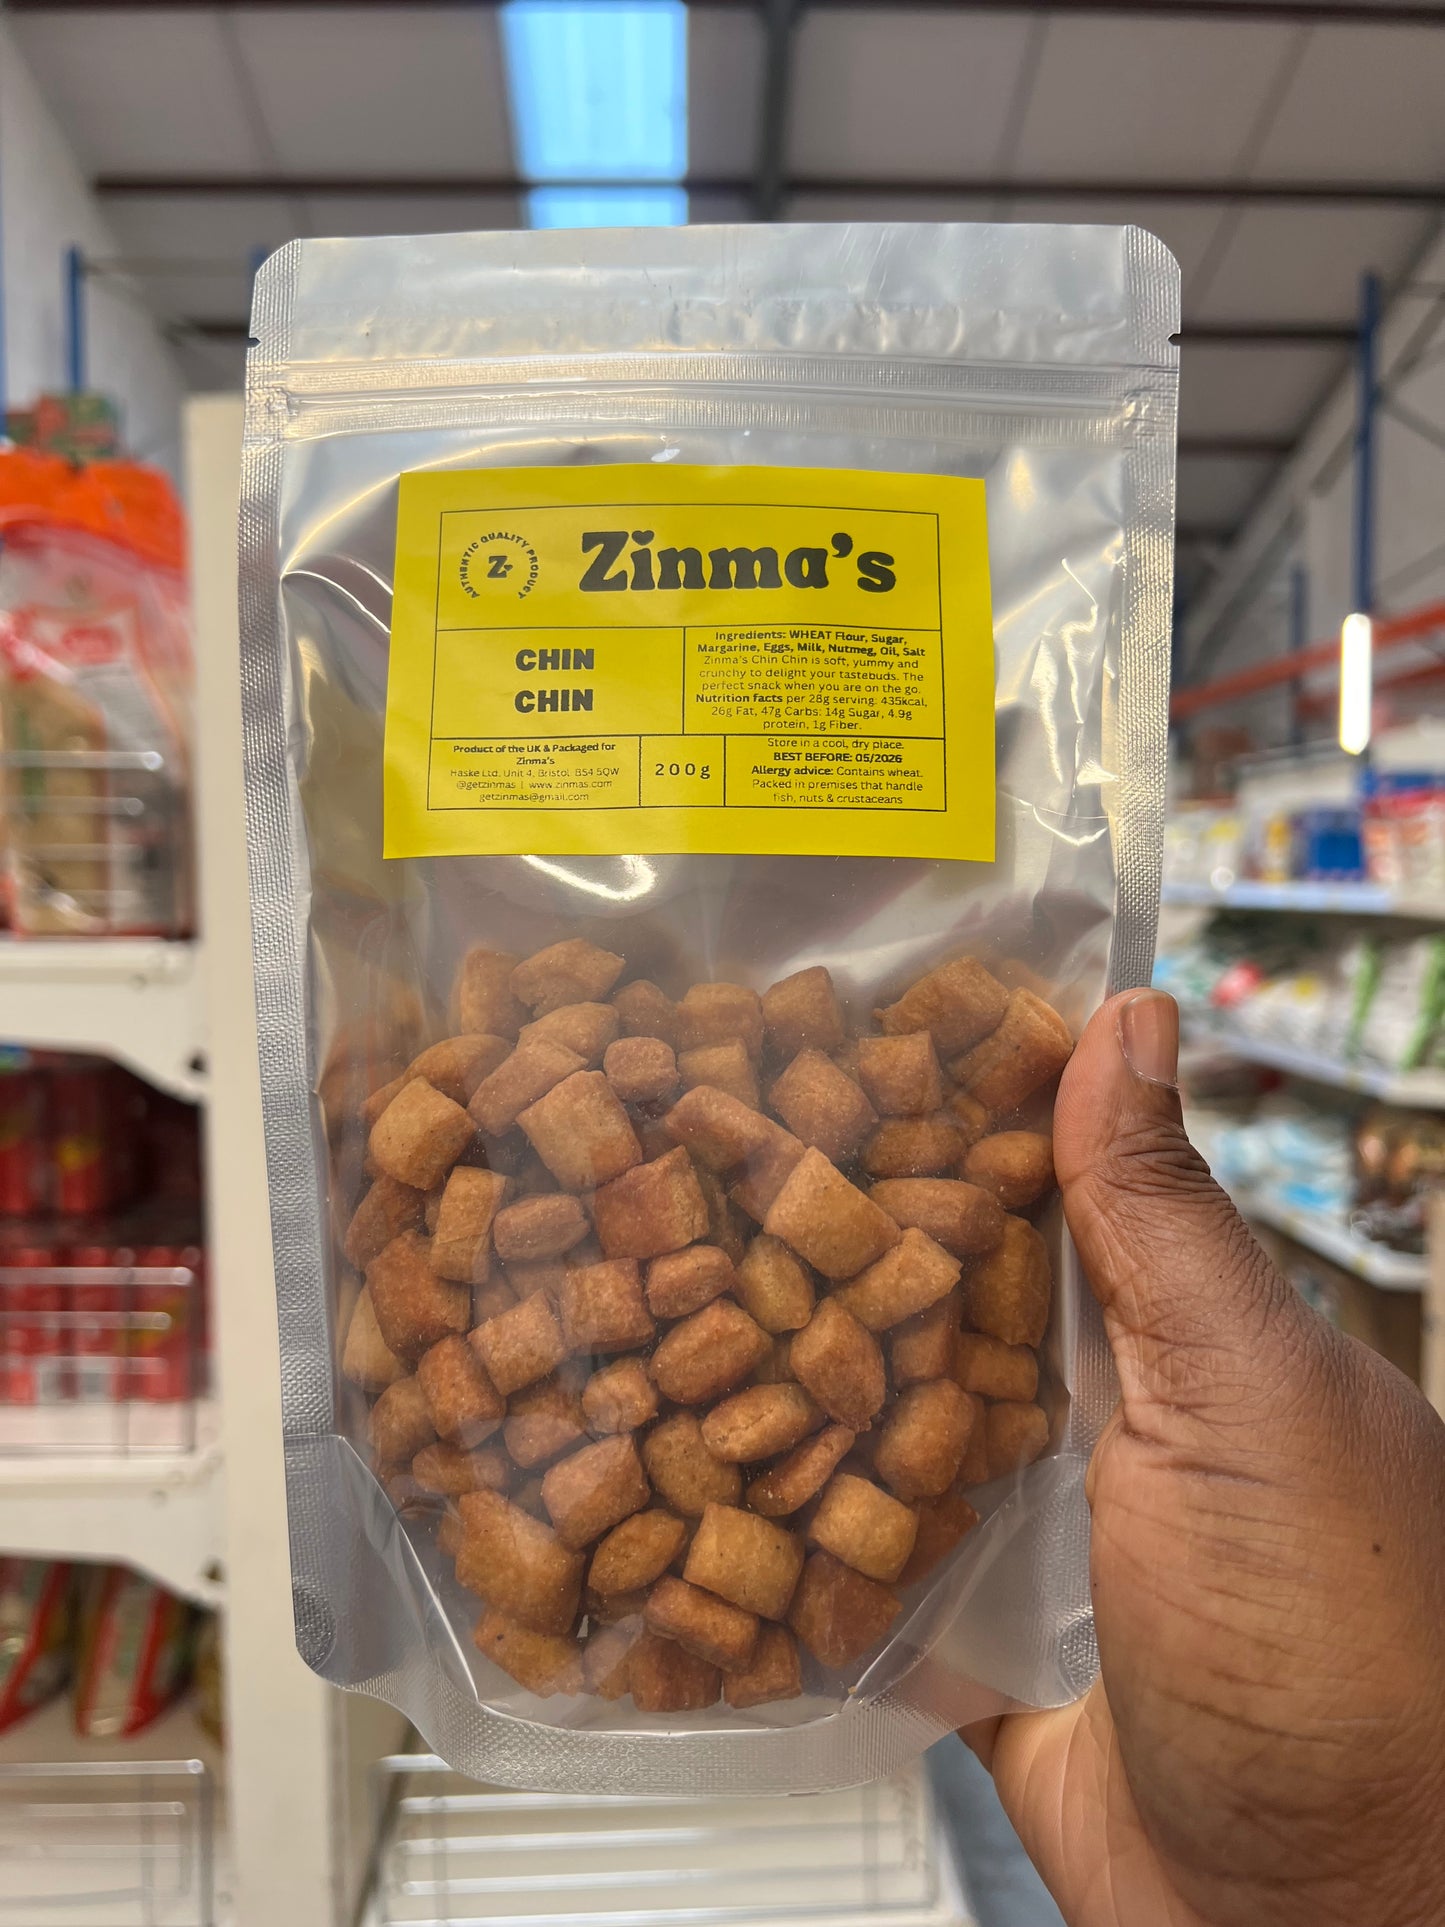 AUTHENTIC QUALITY PRODUCT
Z
Zinma's
CHIN
CHIN
Ingredients: WHEAT Flour, Sugar,
Margarine, Eggs, Milk, Nutmeg, Oil, Salt
Zinma's Chin Chin is soft, yummy and
crunchy to delight your tastebuds. The
perfect snack when you are on the go.
Nutrition facts per 28g serving: 435kcal,
26g Fat, 47g Carbs: 14g Sugar, 4.9g
protein, 1g Fiber.
Product of the UK & Packaged for
Zinma's
Haske Ltd. Unit 4, Bristol BS4 5QW
@getzinmas | www.zinmas.com
getzinmas@gmail.com
200g
Store in a cool, dry place.
BEST BEFORE: 05/2026
Allergy advice: Contains wheat.
Packed in premises that handle
fish, nuts & crustaceans